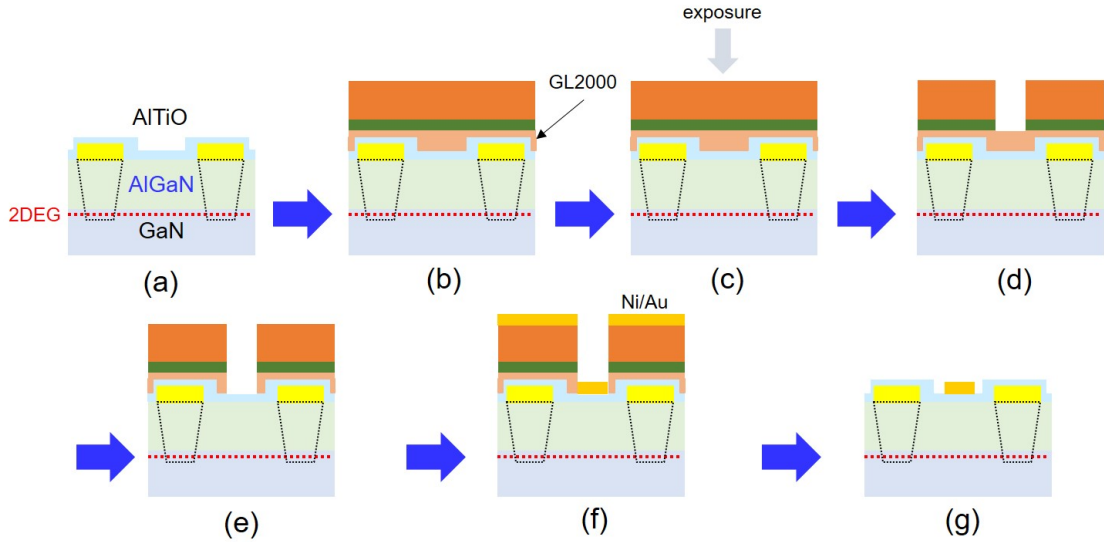 exposure
GL2000
AlTiO
AlGaN
2DEG
GaN
(a)
(b)
(c)
(d)
Ni/Au
(e)
(f)
(g)